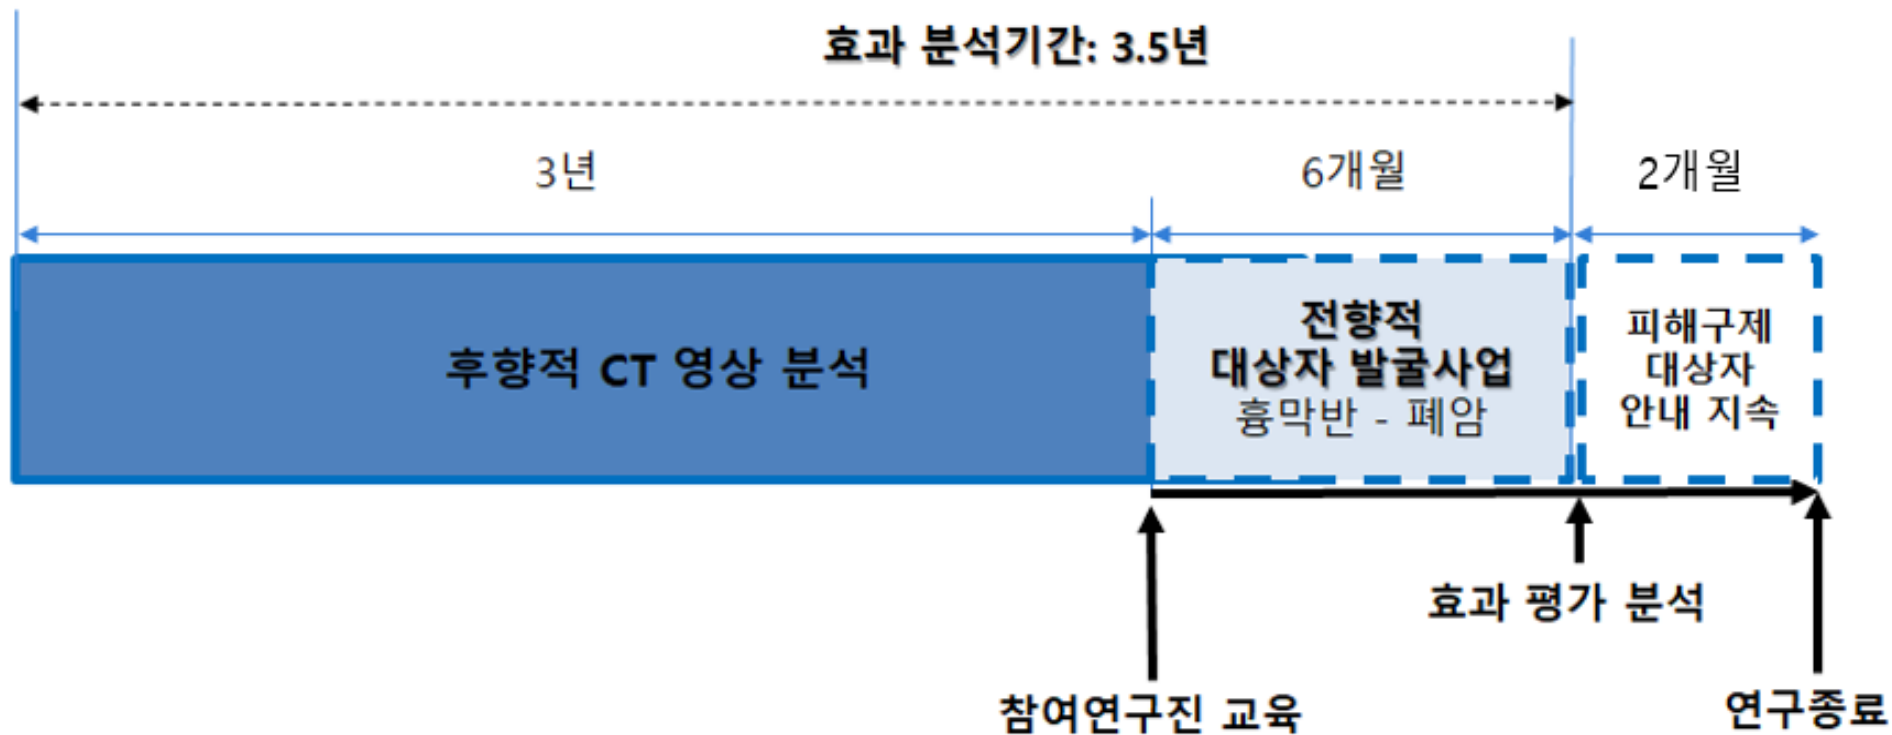 효과 분석기간: 3.5년
3년
6개월
2개월
후향적 CT 영상 분석
전향적
대상자 발굴사업
흉막반 - 폐암
피해구제
대상자
안내 지속
효과 평가 분석
참여연구진 교육
연구종료